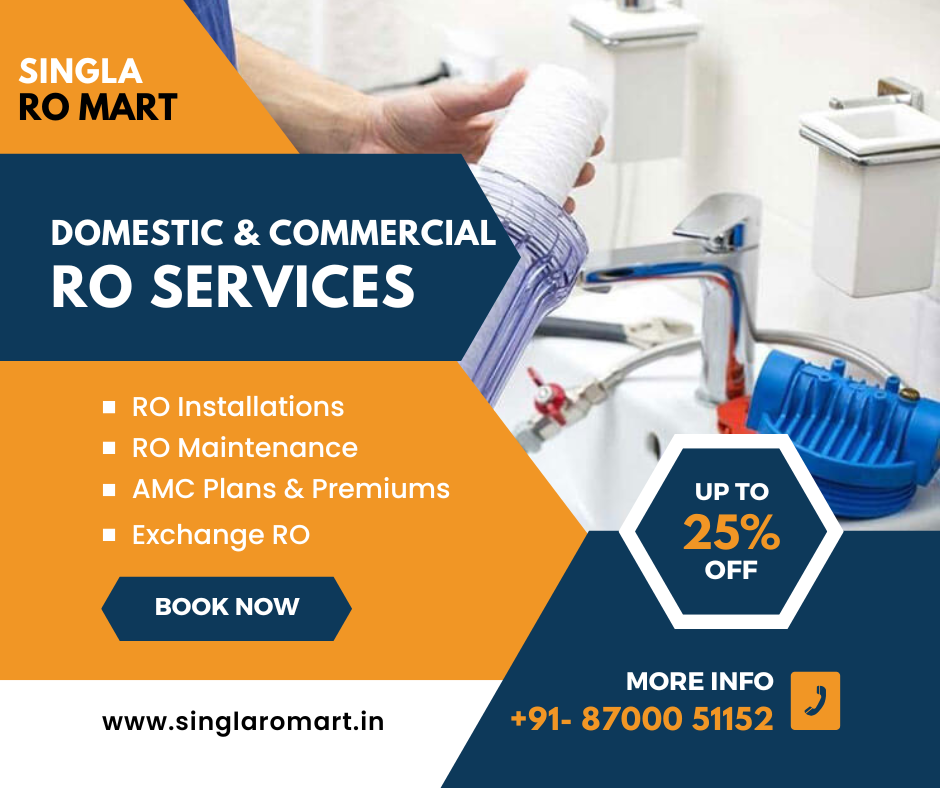 SINGLA
RO MART
DOMESTIC & COMMERCIAL
RO SERVICES
RO Installations
RO Maintenance
AMC Plans & Premiums
Exchange RO
BOOK NOW
www.singlaromart.in
UP TO
25%
OFF
MORE INFO
+91- 87000 51152